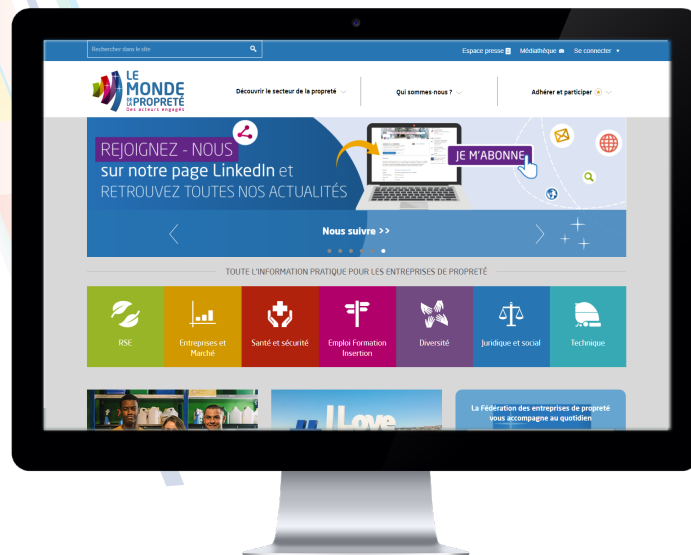 Rechercher dans le site
Espace presse
Médiathèque
Se connecter
LE
MONDE
DE
LA
PROPRETÉ
Des acteurs engagés
Découvrir le secteur de la propreté
Qui sommes-nous ?
Adhérer et participer
REJOIGNEZ - NOUS
sur notre page LinkedIn et
RETROUVEZ TOUTES NOS ACTUALITÉS
JE M'ABONNE
Nous suivre >>
TOUTE L'INFORMATION PRATIQUE POUR LES ENTREPRISES DE PROPRETÉ
RSE
Entreprises et
Marché
Santé et sécurité
Emploi Formation
Insertion
Diversité
Juridique et social
Technique
# I Love
La Fédération des entreprises de propreté
vous accompagne au quotidien